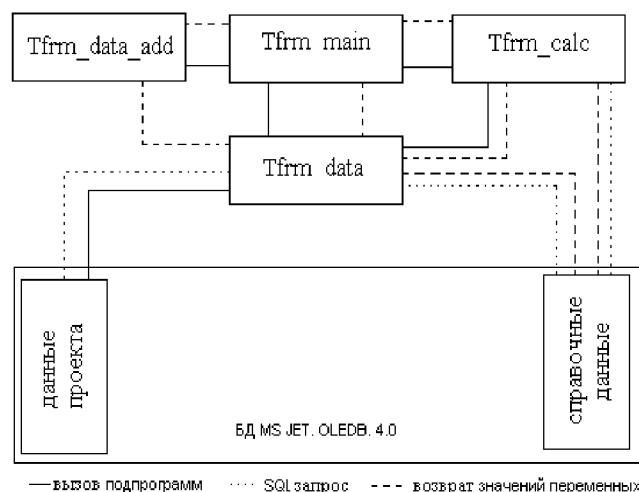 Tfrm_data_add
Tfrm main
Tfrm_calc
Tfrm data
данные
проекта
справочные
данные
БД MS JET. OLEDB. 4.0
вызов подпрограмм
SQL запрос
возврат значений переменных